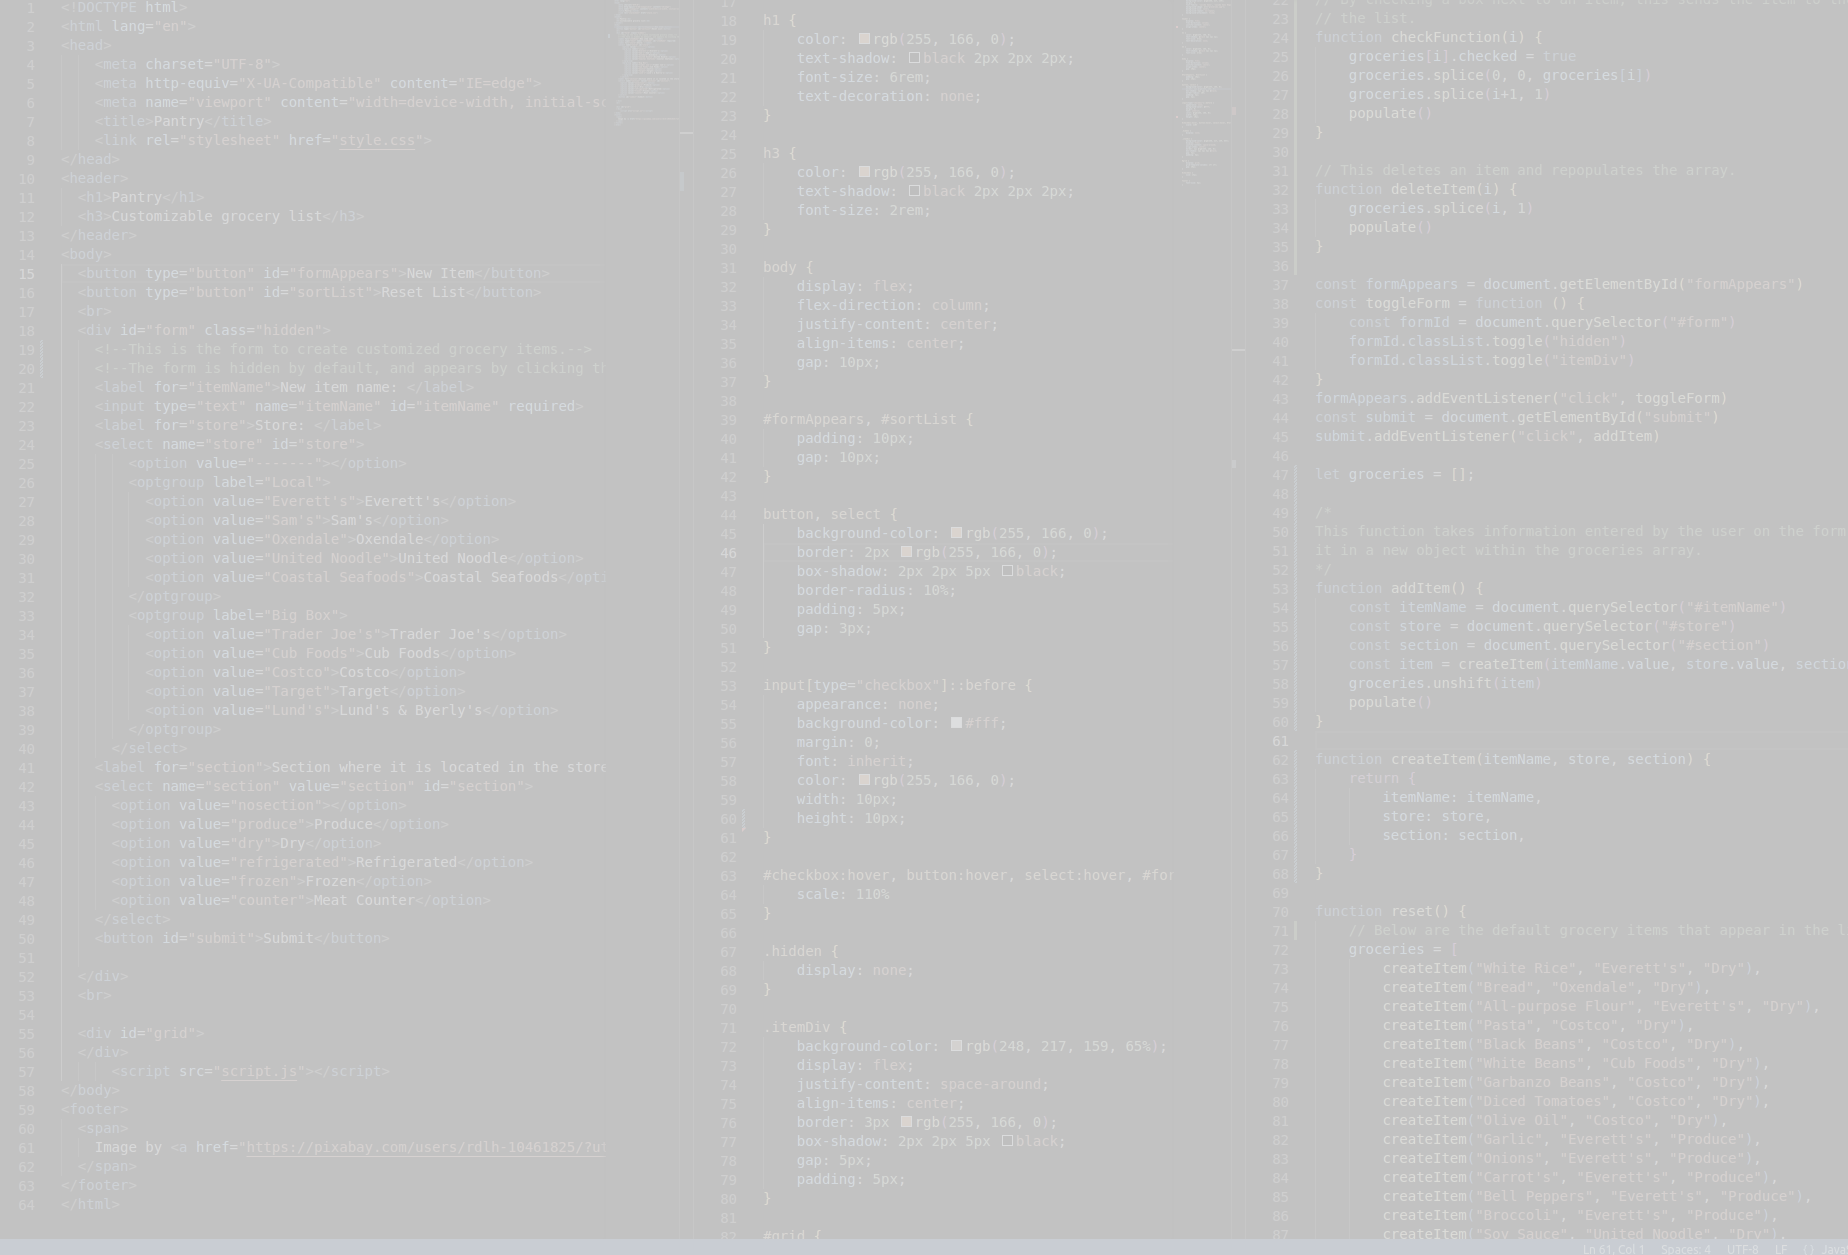 1 <!DOCTYPE html>
2 <html lang="en">
3 <head>
4 <meta charset="UTF-8">
5 <meta http-equiv="X-UA-Compatible" content="IE=edge">
6 <meta name="viewport" content="width=device-width,
7 <title>Pantry</title>
8 <link rel="stylesheet" href="style.css">
9 </head>
10 <header>
11 <h1>Pantry</h1>
12 <h3>Customizable grocery list</h3>
13 </header>
14 <body>
15 <button type="button" id="formAppears">New Item</button>
16 <button type="button" id="sortList">Reset List</button>
17 <br>
18 <div id="form" class="hidden">
19 <!--This is the form to create customized grocery items.-->
20 <!--The form is hidden by default, and appears by clicking
21 <label for="itemName">New item name: </label>
22 <input type="text" name="itemName" id="itemName" required>
23 <label for="store">Store: </label>
24 <select name="store" id="store">
25 <option value="-------"></option>
26 <optgroup label="Local">
27 <option value="Everett's">Everett's</option>
28 <option value="Sam's">Sam's</option>
29 <option value="Oxendale">Oxendale</option>
30 <option value="United Noodle">United Noodle</option>
31 <option value="Coastal Seafoods">Coastal Seafoods</opti
32 </optgroup>
33 <optgroup label="Big Box">
34 <option value="Trader Joe's">Trader Joe's</option>
35 <option value="Cub Foods">Cub Foods</option>
36 <option value="Costco">Costco</option>
37 <option value="Target">Target</option>
38 <option value="Lund's">Lund's & Byerly's</option>
39 </optgroup>
40 </select>
41 <label for="section">Section where it is located in the store
42 <select name="section" value="section" id="section">
43 <option value="nosection"></option>
44 <option value="produce">Produce</option>
45 <option value="dry">Dry</option>
46 <option value="refrigerated">Refrigerated</option>
47 <option value="frozen">Frozen</option>
48 <option value="counter">Meat Counter</option>
49 </select>
50 <button id="submit">Submit</button>
51
52 </div>
53 <br>
54
55 <div id="grid">
56 </div>
57 <script src="script.js"></script>
58 </body>
59 <footer>
60 <span>
61 Image by <a href="https://pixabay.com/users/rdlh-10461825/?ut
62 </span>
63 </footer>
64 </html>
17
18 h1 {
19 color: rgb(255, 166, 0);
20 text-shadow: black 2px 2px 2px;
21 font-size: 6rem;
22 text-decoration: none;
23 }
24
25 h3 {
26 color: rgb(255, 166, 0);
27 text-shadow: black 2px 2px 2px;
28 font-size: 2rem;
29 }
30
31 body {
32 display: flex;
33 flex-direction: column;
34 justify-content: center;
35 align-items: center;
36 gap: 10px;
37 }
38
39 #formAppears, #sortList {
40 padding: 10px;
41 gap: 10px;
42 }
43
44 button, select {
45 background-color: rgb(255, 166, 0);
46 border: 2px rgb(255, 166, 0);
47 box-shadow: 2px 2px 5px black;
48 border-radius: 10%;
49 padding: 5px;
50 gap: 3px;
51 }
52
53 input[type="checkbox"]::before {
54 appearance: none;
55 background-color: #fff;
56 margin: 0;
57 font: inherit;
58 color: rgb(255, 166, 0);
59 width: 10px;
60 height: 10px;
61 }
62
63 #checkbox:hover, button:hover, select:hover, #for
64 scale: 110%
65 }
66
67 .hidden {
68 display: none;
69 }
70
71 .itemDiv {
72 background-color: rgb(248, 217, 159, 65%);
73 display: flex;
74 justify-content: space-around;
75 align-items: center;
76 border: 3px rgb(255, 166, 0);
77 box-shadow: 2px 2px 5px black;
78 gap: 5px;
79 padding: 5px;
80 }
81
82 #grid {
22 // By checking a box next to an item, this sends the item to
23 // the list.
24 function checkFunction(i) {
25 groceries[i].checked = true
26 groceries.splice(0, 0, groceries[i])
27 groceries.splice(i+1, 1)
28 populate()
29 }
30
31 // This deletes an item and repopulates the array.
32 function deleteItem(i) {
33 groceries.splice(i, 1)
34 populate()
35 }
36
37 const formAppears = document.getElementById("formAppears")
38 const toggleForm = function () {
39 const formId = document.querySelector("#form")
40 formId.classList.toggle("hidden")
41 formId.classList.toggle("itemDiv")
42 }
43 formAppears.addEventListener("click", toggleForm)
44 const submit = document.getElementById("submit")
45 submit.addEventListener("click", addItem)
46
47 let groceries = [];
48
49 /*
50 This function takes information entered by the user on the form
51 it in a new object within the groceries array.
52 */
53 function addItem() {
54 const itemName = document.querySelector("#itemName")
55 const store = document.querySelector("#store")
56 const section = document.querySelector("#section")
57 const item = createItem(itemName.value, store.value, sectio
58 groceries.unshift(item)
59 populate()
60 }
61
62 function createItem(itemName, store, section) {
63 return {
64 itemName: itemName,
65 store: store,
66 section: section,
67 }
68 }
69
70 function reset() {
71 // Below are the default grocery items that appear in the
72 groceries = [
73 createItem("White Rice", "Everett's", "Dry"),
74 createItem("Bread", "Oxendale", "Dry"),
75 createItem("All-purpose Flour", "Everett's", "Dry"),
76 createItem("Pasta", "Costco", "Dry"),
77 createItem("Black Beans", "Costco", "Dry"),
78 createItem("White Beans", "Cub Foods", "Dry"),
79 createItem("Garbanzo Beans", "Costco", "Dry"),
80 createItem("Diced Tomatoes", "Costco", "Dry"),
81 createItem("Olive Oil", "Costco", "Dry"),
82 createItem("Garlic", "Everett's", "Produce"),
83 createItem("Onions", "Everett's", "Produce"),
84 createItem("Carrot's", "Everett's", "Produce"),
85 createItem("Bell Peppers", "Everett's", "Produce"),
86 createItem("Broccoli", "Everett's", "Produce"),
87 createItem("Soy Sauce", "United Noodle", "Dry"),
Ln 61, Col 1 Spaces: 4 UTF-8 LF {}